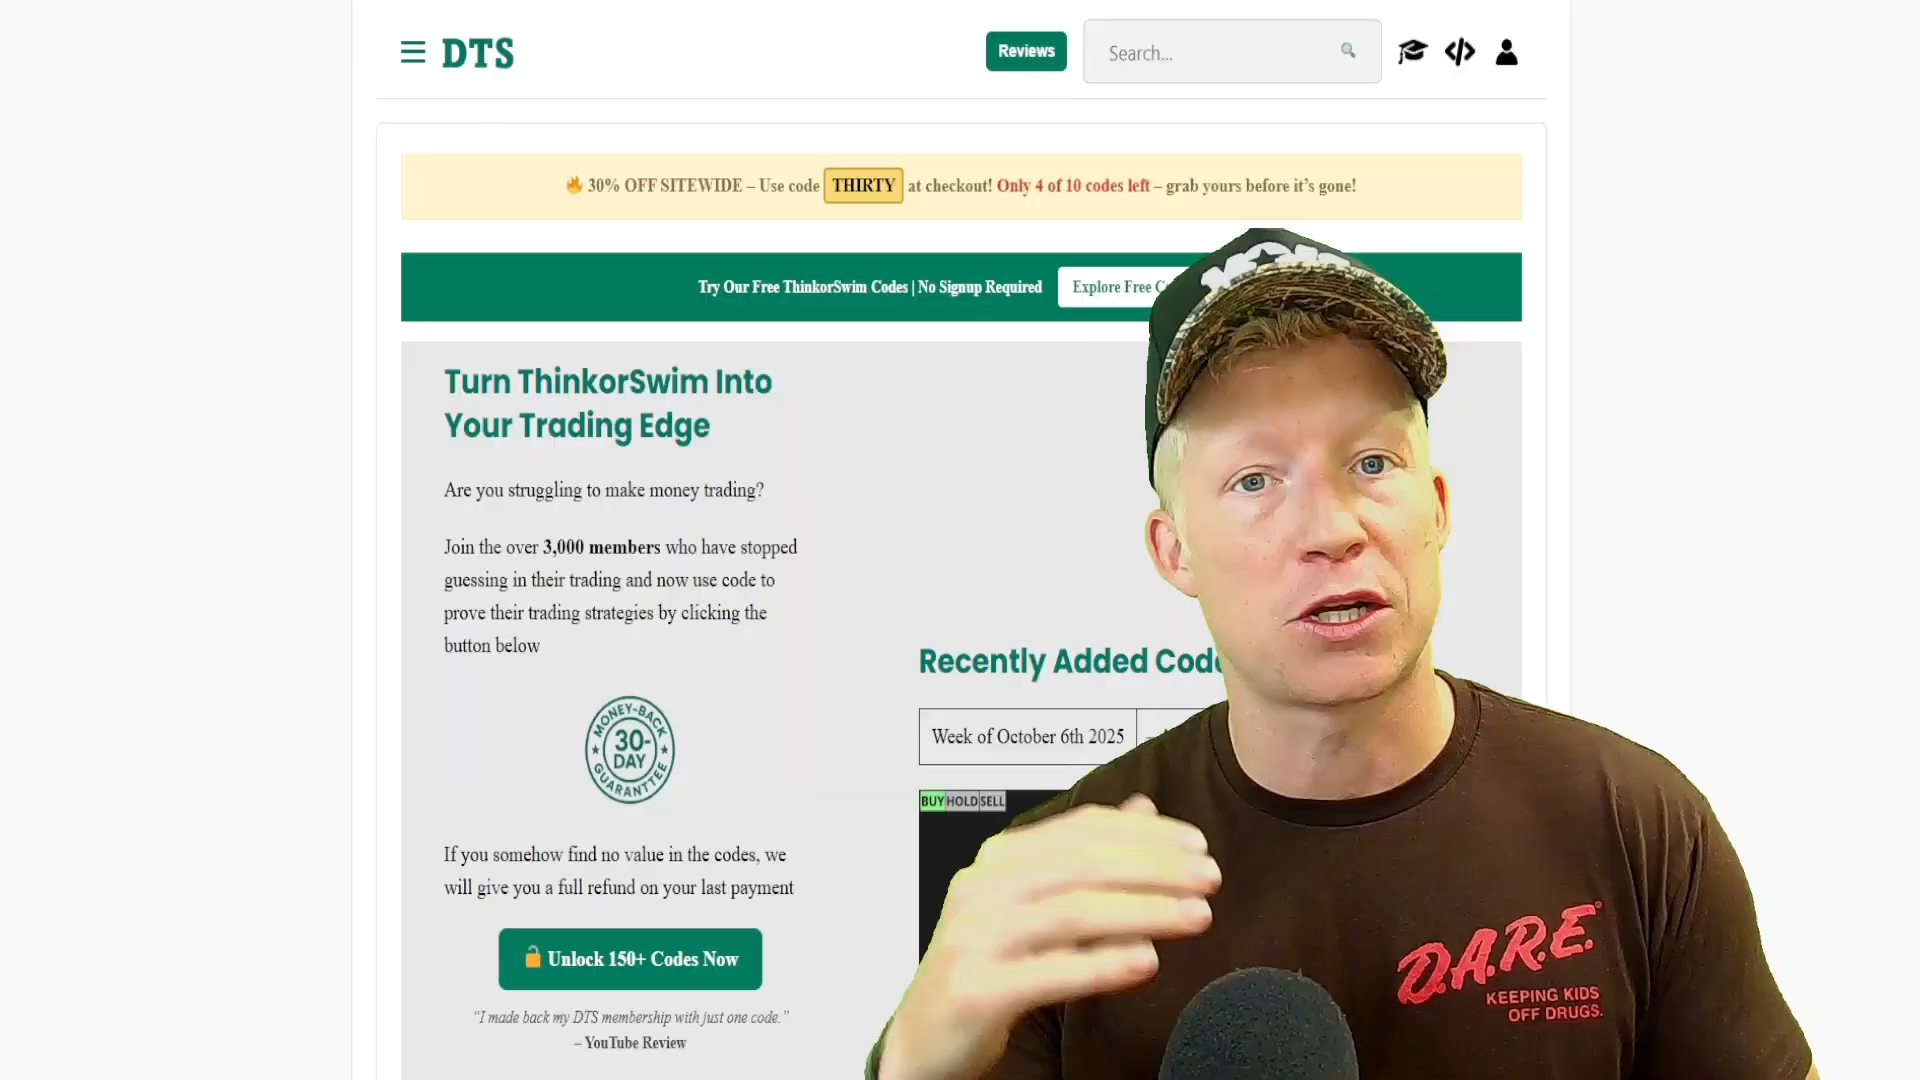 DTS
Reviews
Search...
🔥 30% OFF SITEWIDE – Use code THIRTY at checkout! Only 4 of 10 codes left – grab yours before it's gone!
Try Our Free ThinkorSwim Codes | No Signup Required
Explore Free
Turn ThinkorSwim Into
Your Trading Edge
Are you struggling to make money trading?
Join the over 3,000 members who have stopped
guessing in their trading and now use code to
prove their trading strategies by clicking the
button below
MONEY-BACK
30-
DAY
GUARANTEE
If you somehow find no value in the codes, we
will give you a full refund on your last payment
🔓 Unlock 150+ Codes Now
“I made back my DTS membership with just one code.”
– YouTube Review
Recently Added
Week of October 6th 2025
BUY HOLD SELL
D.A.R.E.®
KEEPING KIDS
OFF DRUGS.